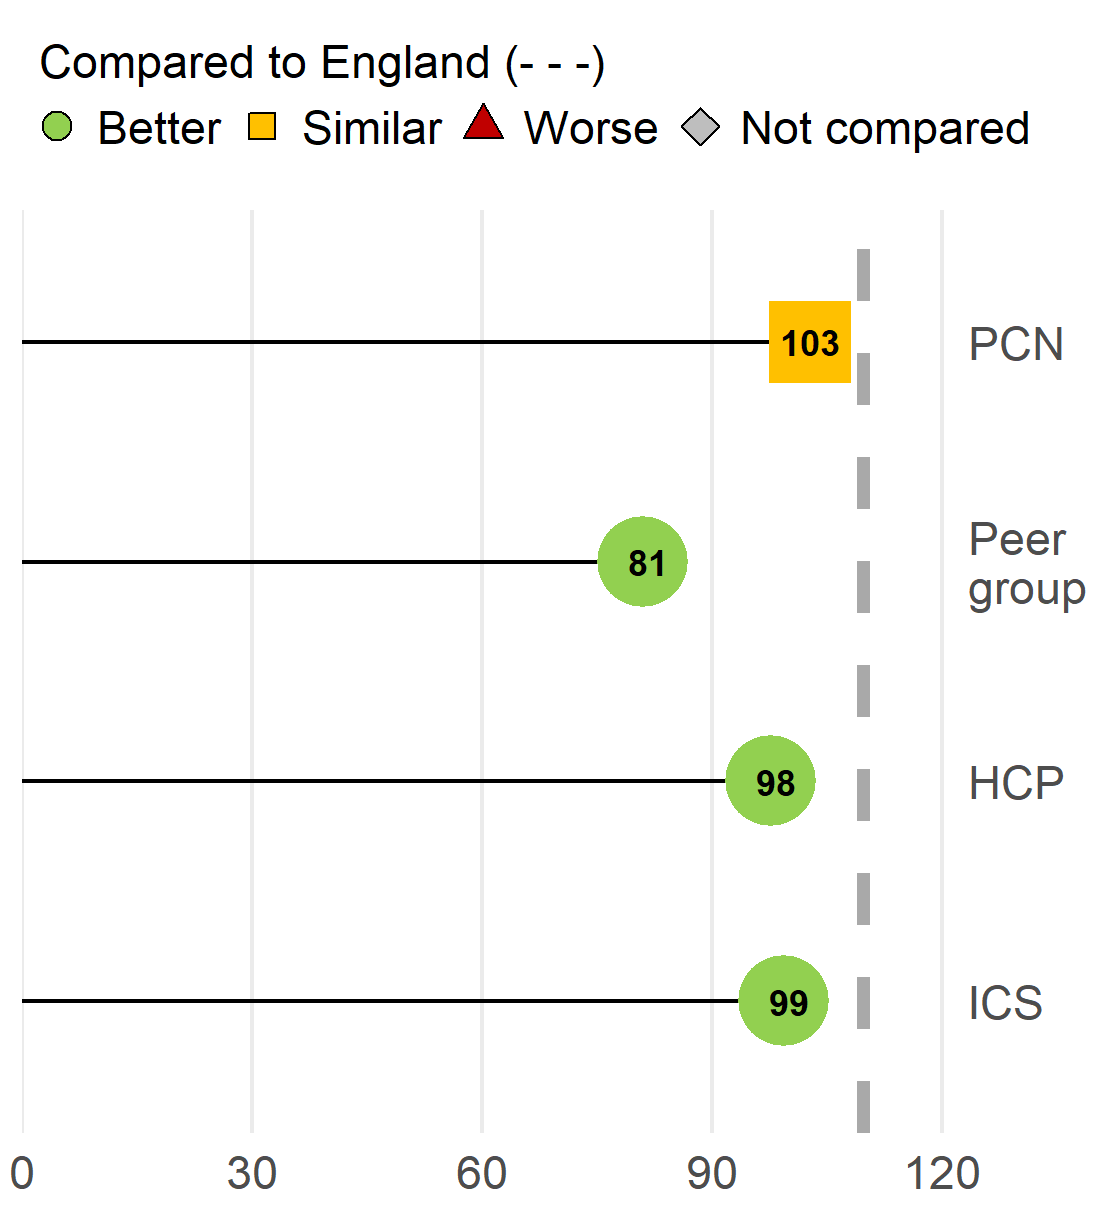 Compared to England (- - -)
Better Similar Worse Not compared
103 PCN
Peer
81
group
98 HCP
99 ICS
0 30 60 90 120